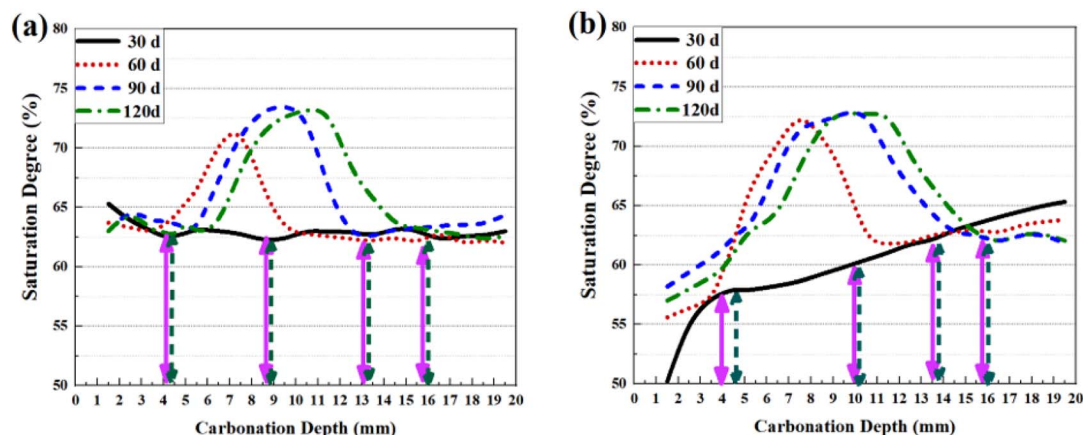 (a)
80
75
70
65
60
55
50
Saturation Degree (%)
30 d
60 d
90 d
120d
0 1 2 3 4 5 6 7 8 9 10 11 12 13 14 15 16 17 18 19 20
Carbonation Depth (mm)
(b)
80
75
70
65
60
55
50
Saturation Degree (%)
30 d
60 d
90 d
120d
0 1 2 3 4 5 6 7 8 9 10 11 12 13 14 15 16 17 18 19 20
Carbonation Depth (mm)